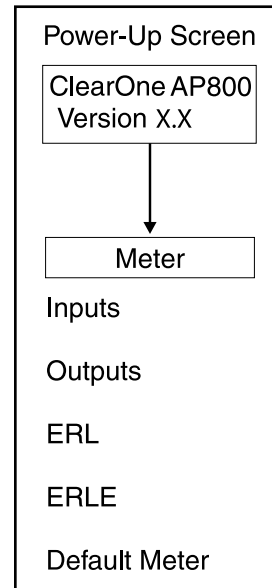 Power-Up Screen
ClearOne AP800
Version X.X
Meter
Inputs
Outputs
ERL
ERLE
Default Meter